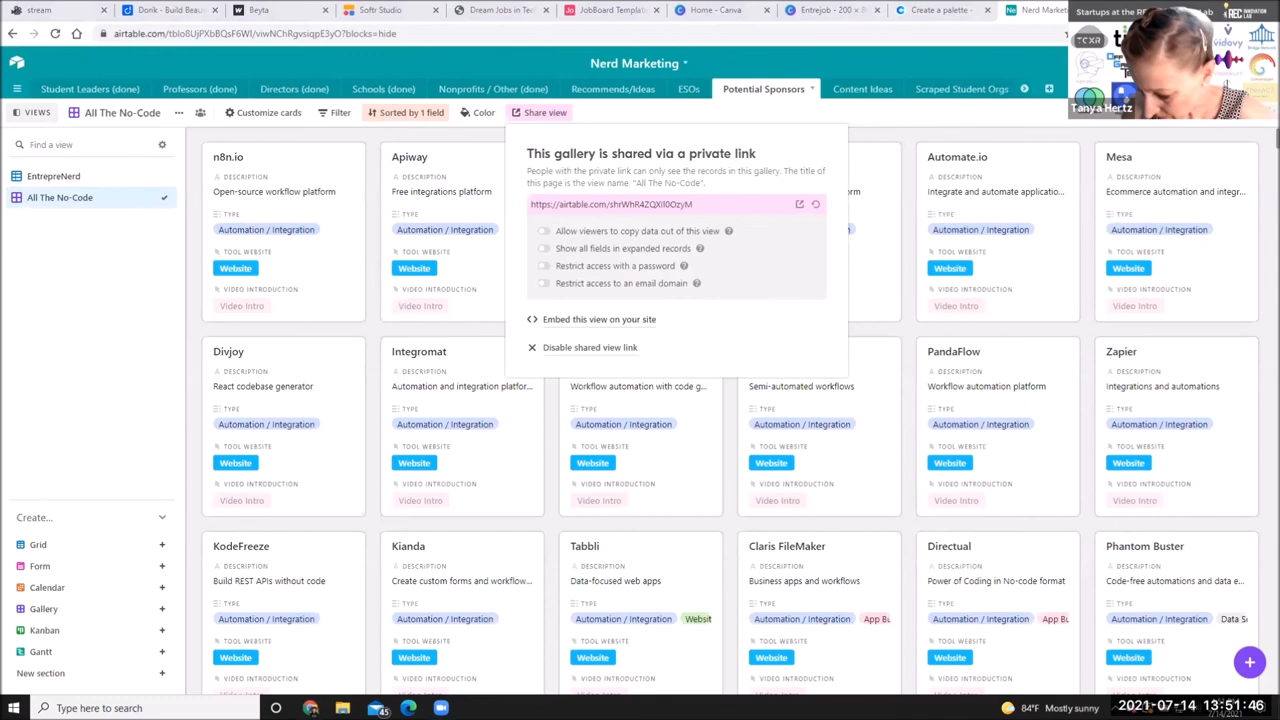 stream
Donik - Build Beau
Beyta
Softr Studio
Dream Jobs in Tec
JobBoard Templat
Home - Canva
Entrejob - 200 × 8
Create a palette -
Nerd Mark
Startups at the REC Innovation Lab
airtable.com/tblo8UjPXbBQsF6WI/viwNChRgvsiqpE3yO?blocks=hide
Nerd Marketing
Student Leaders (done)
Professors (done)
Directors (done)
Schools (done)
Nonprofits / Other (done)
Recommends/Ideas
ESOs
Potential Sponsors
Content Ideas
Scraped Student Orgs
Tanya Hertz
VIEWS
All The No-Code
Customize cards
Filter
Sorted by 1 field
Color
Share view
Find a view
EntrepreNerd
All The No-Code
This gallery is shared via a private link
People with the private link can only see the records in this gallery. The title of
this page is the view name, "All The No-Code".
https://airtable.com/shrWhR4ZQXIl0OzyM
Allow viewers to copy data out of this view
Show all fields in expanded records
Restrict access with a password
Restrict access to an email domain
Embed this view on your site
Disable shared view link
n8n.io
Apiway
Automate.io
Mesa
DESCRIPTION
DESCRIPTION
DESCRIPTION
DESCRIPTION
Open-source workflow platform
Free integrations platform
Integrate and automate applicatio...
Ecommerce automation and integr...
TYPE
TYPE
TYPE
TYPE
Automation / Integration
Automation / Integration
Automation / Integration
Automation / Integration
TOOL WEBSITE
TOOL WEBSITE
TOOL WEBSITE
TOOL WEBSITE
Website
Website
Website
Website
VIDEO INTRODUCTION
VIDEO INTRODUCTION
VIDEO INTRODUCTION
VIDEO INTRODUCTION
Video Intro
Video Intro
Video Intro
Video Intro
Divjoy
Integromat
PandaFlow
Zapier
DESCRIPTION
DESCRIPTION
DESCRIPTION
DESCRIPTION
React codebase generator
Automation and integration platfor...
Workflow automation with code g...
Semi-automated workflows
Workflow automation platform
Integrations and automations
TYPE
TYPE
TYPE
TYPE
TYPE
TYPE
Automation / Integration
Automation / Integration
Automation / Integration
Automation / Integration
Automation / Integration
Automation / Integration
TOOL WEBSITE
TOOL WEBSITE
TOOL WEBSITE
TOOL WEBSITE
TOOL WEBSITE
TOOL WEBSITE
Website
Website
Website
Website
Website
Website
VIDEO INTRODUCTION
VIDEO INTRODUCTION
VIDEO INTRODUCTION
VIDEO INTRODUCTION
VIDEO INTRODUCTION
VIDEO INTRODUCTION
Video Intro
Video Intro
Video Intro
Video Intro
Video Intro
Video Intro
KodeFreeze
Kianda
Tabbli
Claris FileMaker
Directual
Phantom Buster
DESCRIPTION
DESCRIPTION
DESCRIPTION
DESCRIPTION
DESCRIPTION
DESCRIPTION
Build REST APIs without code
Create custom forms and workflow...
Data-focused web apps
Business apps and workflows
Power of Coding in No-code format
Code-free automations and data e...
TYPE
TYPE
TYPE
TYPE
TYPE
TYPE
Automation / Integration
Automation / Integration
Automation / Integration
Websit
Automation / Integration
App Bu
Automation / Integration
App Bu
Automation / Integration
Data Sc
TOOL WEBSITE
TOOL WEBSITE
TOOL WEBSITE
TOOL WEBSITE
TOOL WEBSITE
TOOL WEBSITE
Website
Website
Website
Website
Website
Website
VIDEO INTRODUCTION
VIDEO INTRODUCTION
VIDEO INTRODUCTION
VIDEO INTRODUCTION
VIDEO INTRODUCTION
VIDEO INTRODUCTION
Create...
Grid
Form
Calendar
Gallery
Kanban
Gantt
New section
Type here to search
45
84°F Mostly sunny
2021-07-14 13:51:46